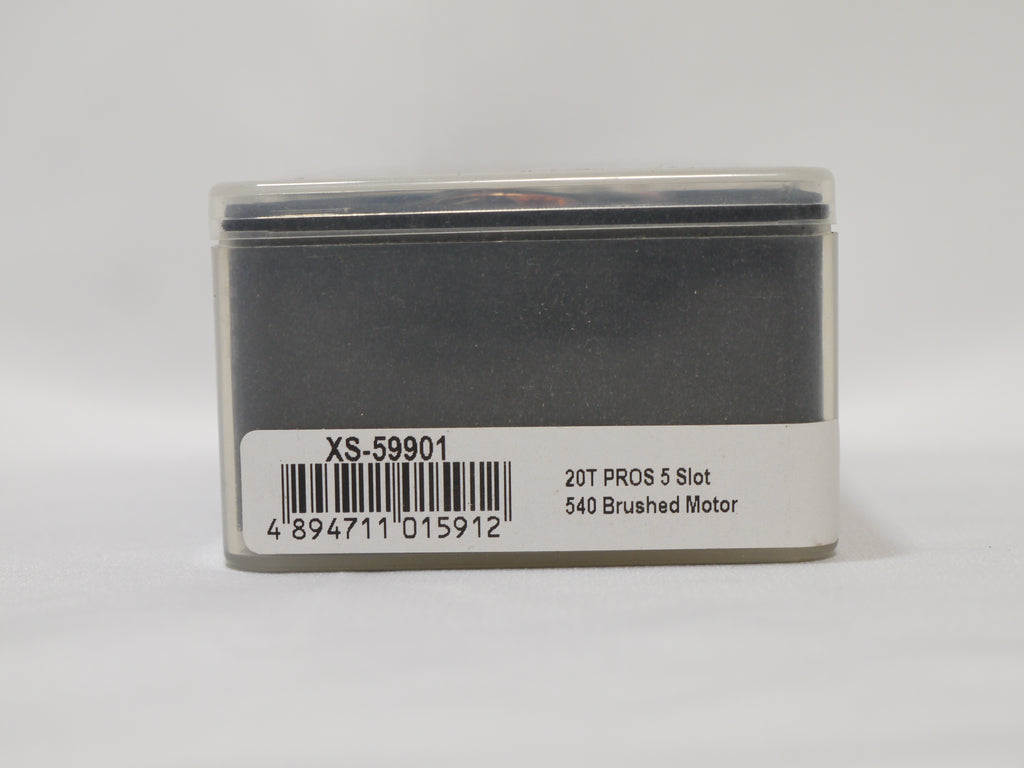 XS-59901
4 894711 015912
20T PROS 5 Slot
540 Brushed Motor